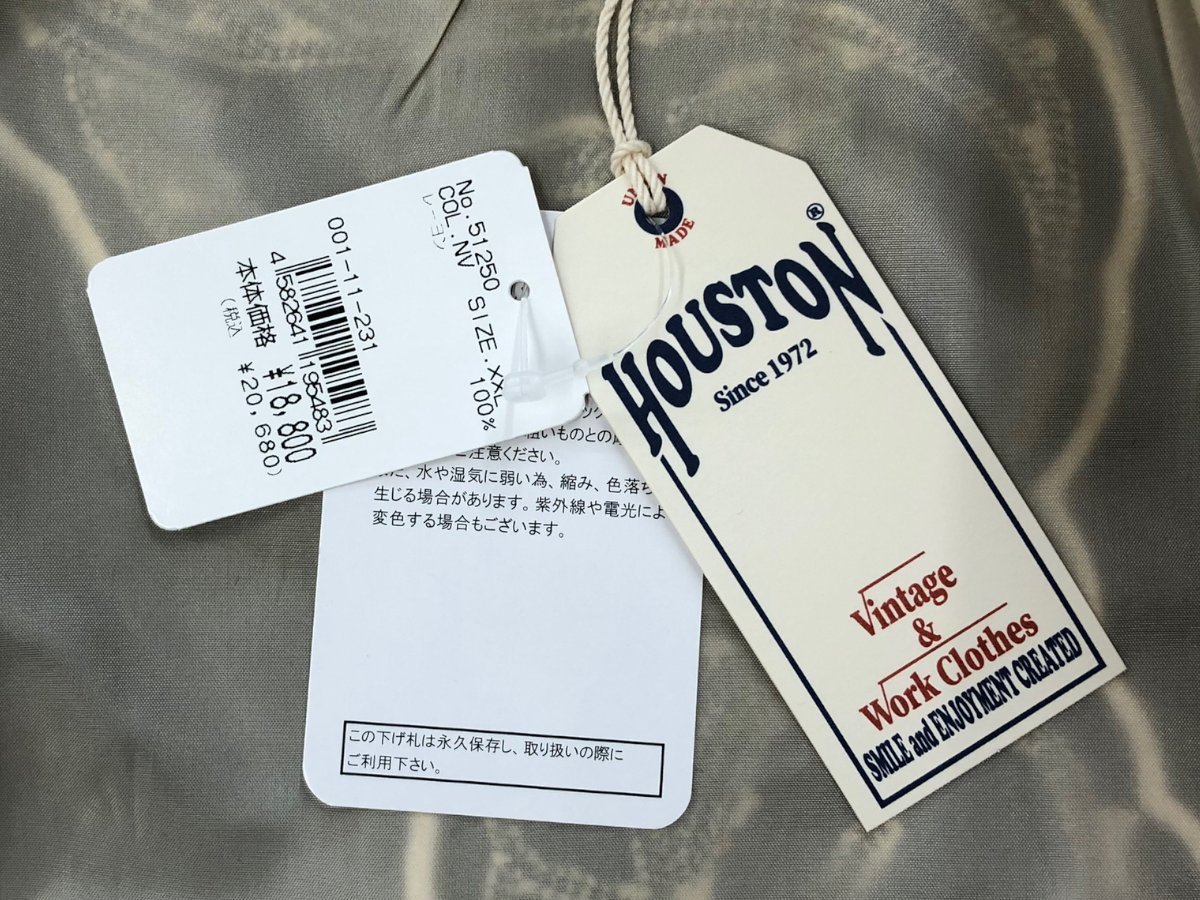 No.51250
COL.NV SIZE.XXL
レーヨン 100%
001-11-231
4 582641 195483
本体価格 ¥18,800
(税込 ¥20,680)
注意ください。
水や湿気に弱い為、縮み、色落ち
生じる場合があります。紫外線や電光によ
変色する場合もございます。
この下げ札は永久保存し、取り扱いの際に
ご利用下さい。
MADE
HOUSTON®
Since 1972
Vintage
&
Work Clothes
SMILE and ENJOYMENT CREATED